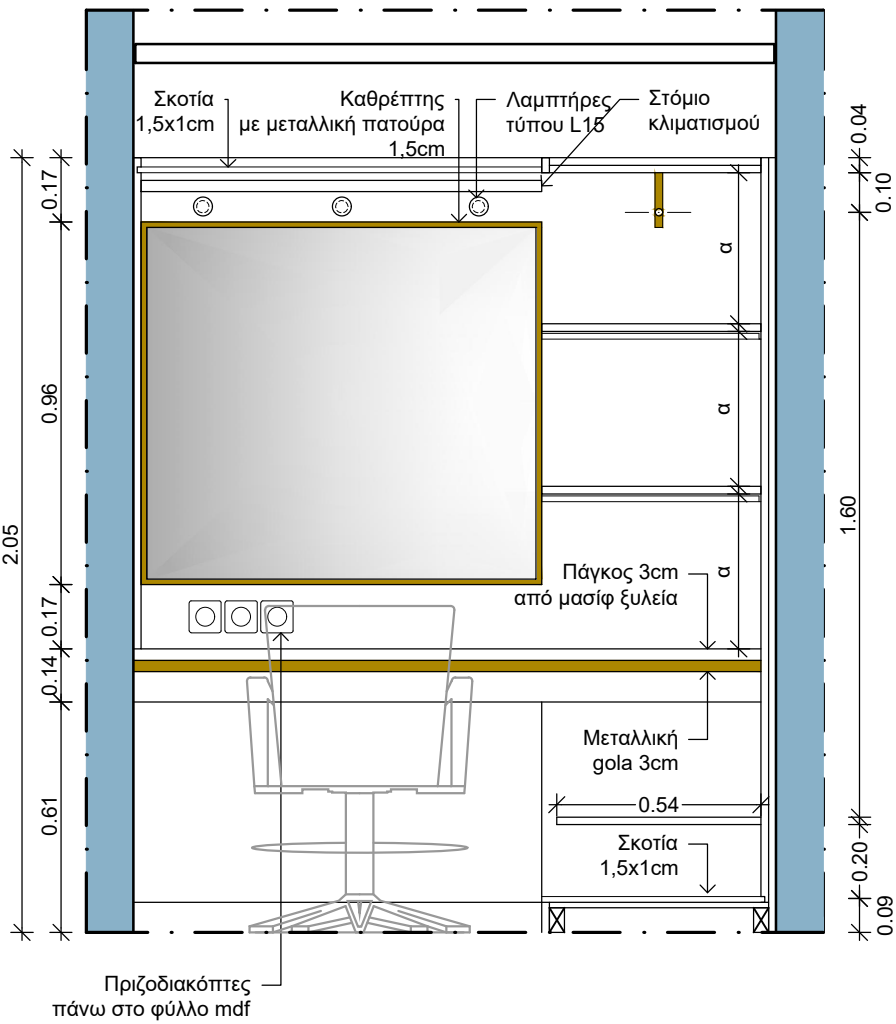 Σκοτία
1,5x1cm
Καθρέπτης
με μεταλλική πατούρα
1,5cm
Λαμπτήρες
τύπου L15
Στόμιο
κλιματισμού
0.04
0.10
0.17
α
0.96
α
2.05
1.60
Πάγκος 3cm
από μασίφ ξυλεία
α
0.17
0.14
Μεταλλική
gola 3cm
0.54
0.61
Σκοτία
1,5x1cm
0.20
0.09
Πριζοδιακόπτες
πάνω στο φύλλο mdf